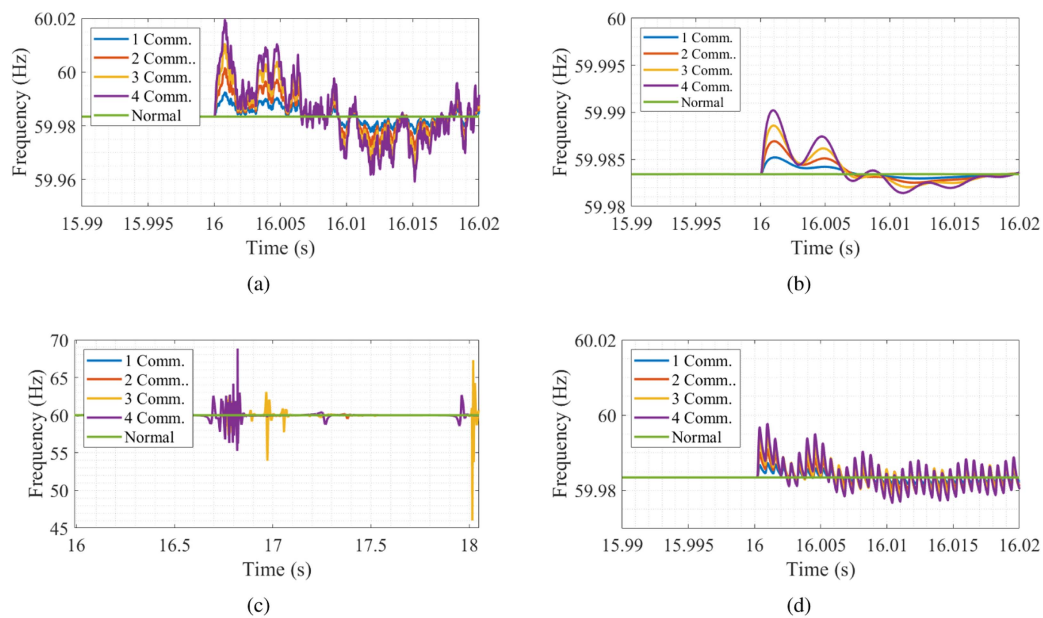 60.02
60
59.98
59.96
Frequency (Hz)
1 Comm.
2 Comm..
3 Comm.
4 Comm.
Normal
15.99 15.995 16 16.005 16.01 16.015 16.02
Time (s)
(a)
60
59.995
59.99
59.985
59.98
Frequency (Hz)
1 Comm.
2 Comm.
3 Comm.
4 Comm.
Normal
15.99 15.995 16 16.005 16.01 16.015 16.02
Time (s)
(b)
70
65
60
55
50
45
Frequency (Hz)
1 Comm.
2 Comm..
3 Comm.
4 Comm.
Normal
16 16.5 17 17.5 18
Time (s)
(c)
60.02
60
59.98
Frequency (Hz)
1 Comm.
2 Comm..
3 Comm.
4 Comm.
Normal
15.99 15.995 16 16.005 16.01 16.015 16.02
Time (s)
(d)